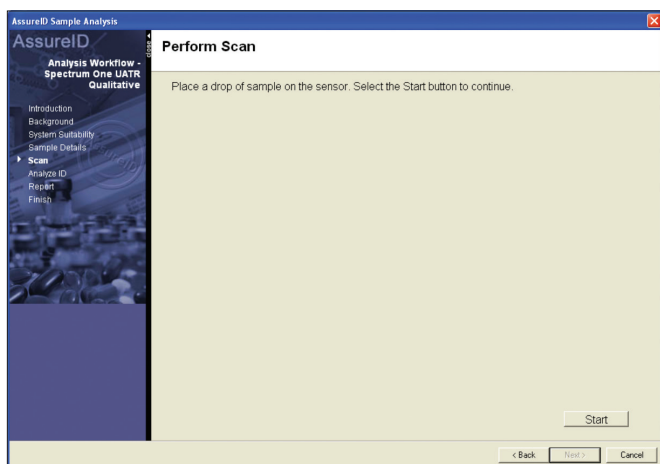 AssureID Sample Analysis
AssureID
close
Analysis Workflow -
Spectrum One UATR
Qualitative
Introduction
Background
System Suitability
Sample Details
Scan
Analyze ID
Report
Finish
Perform Scan
Place a drop of sample on the sensor. Select the Start button to continue.
Start
< Back
Next >
Cancel